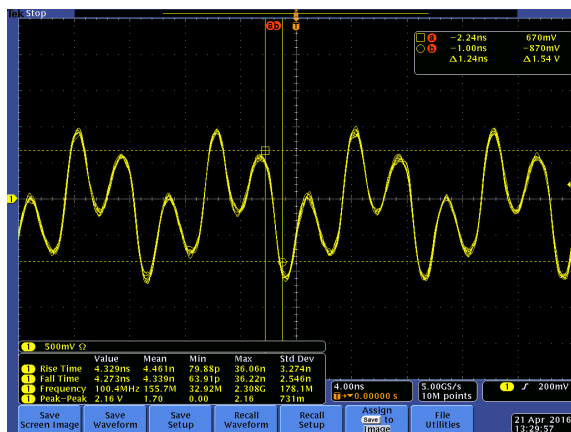 Tek Stop
a b
T
a −2.24ns 670mV
b −1.00ns −870mV
Δ1.24ns Δ1.54 V
1
1 500mV Ω
Value Mean Min Max Std Dev
1 Rise Time 4.329ns 4.461n 79.88p 36.06n 3.274n
1 Fall Time 4.273ns 4.339n 63.91p 36.22n 2.546n
1 Frequency 100.4MHz 155.7M 32.92M 2.308G 178.1M
1 Peak−Peak 2.16 V 1.70 0.00 2.16 731m
4.00ns
T→▼0.00000 s
5.00GS/s
10M points
1 ∫ 200mV
Save Screen Image
Save Waveform
Save Setup
Recall Waveform
Recall Setup
Assign Save to Image
File Utilities
21 Apr 2016
13:29:57